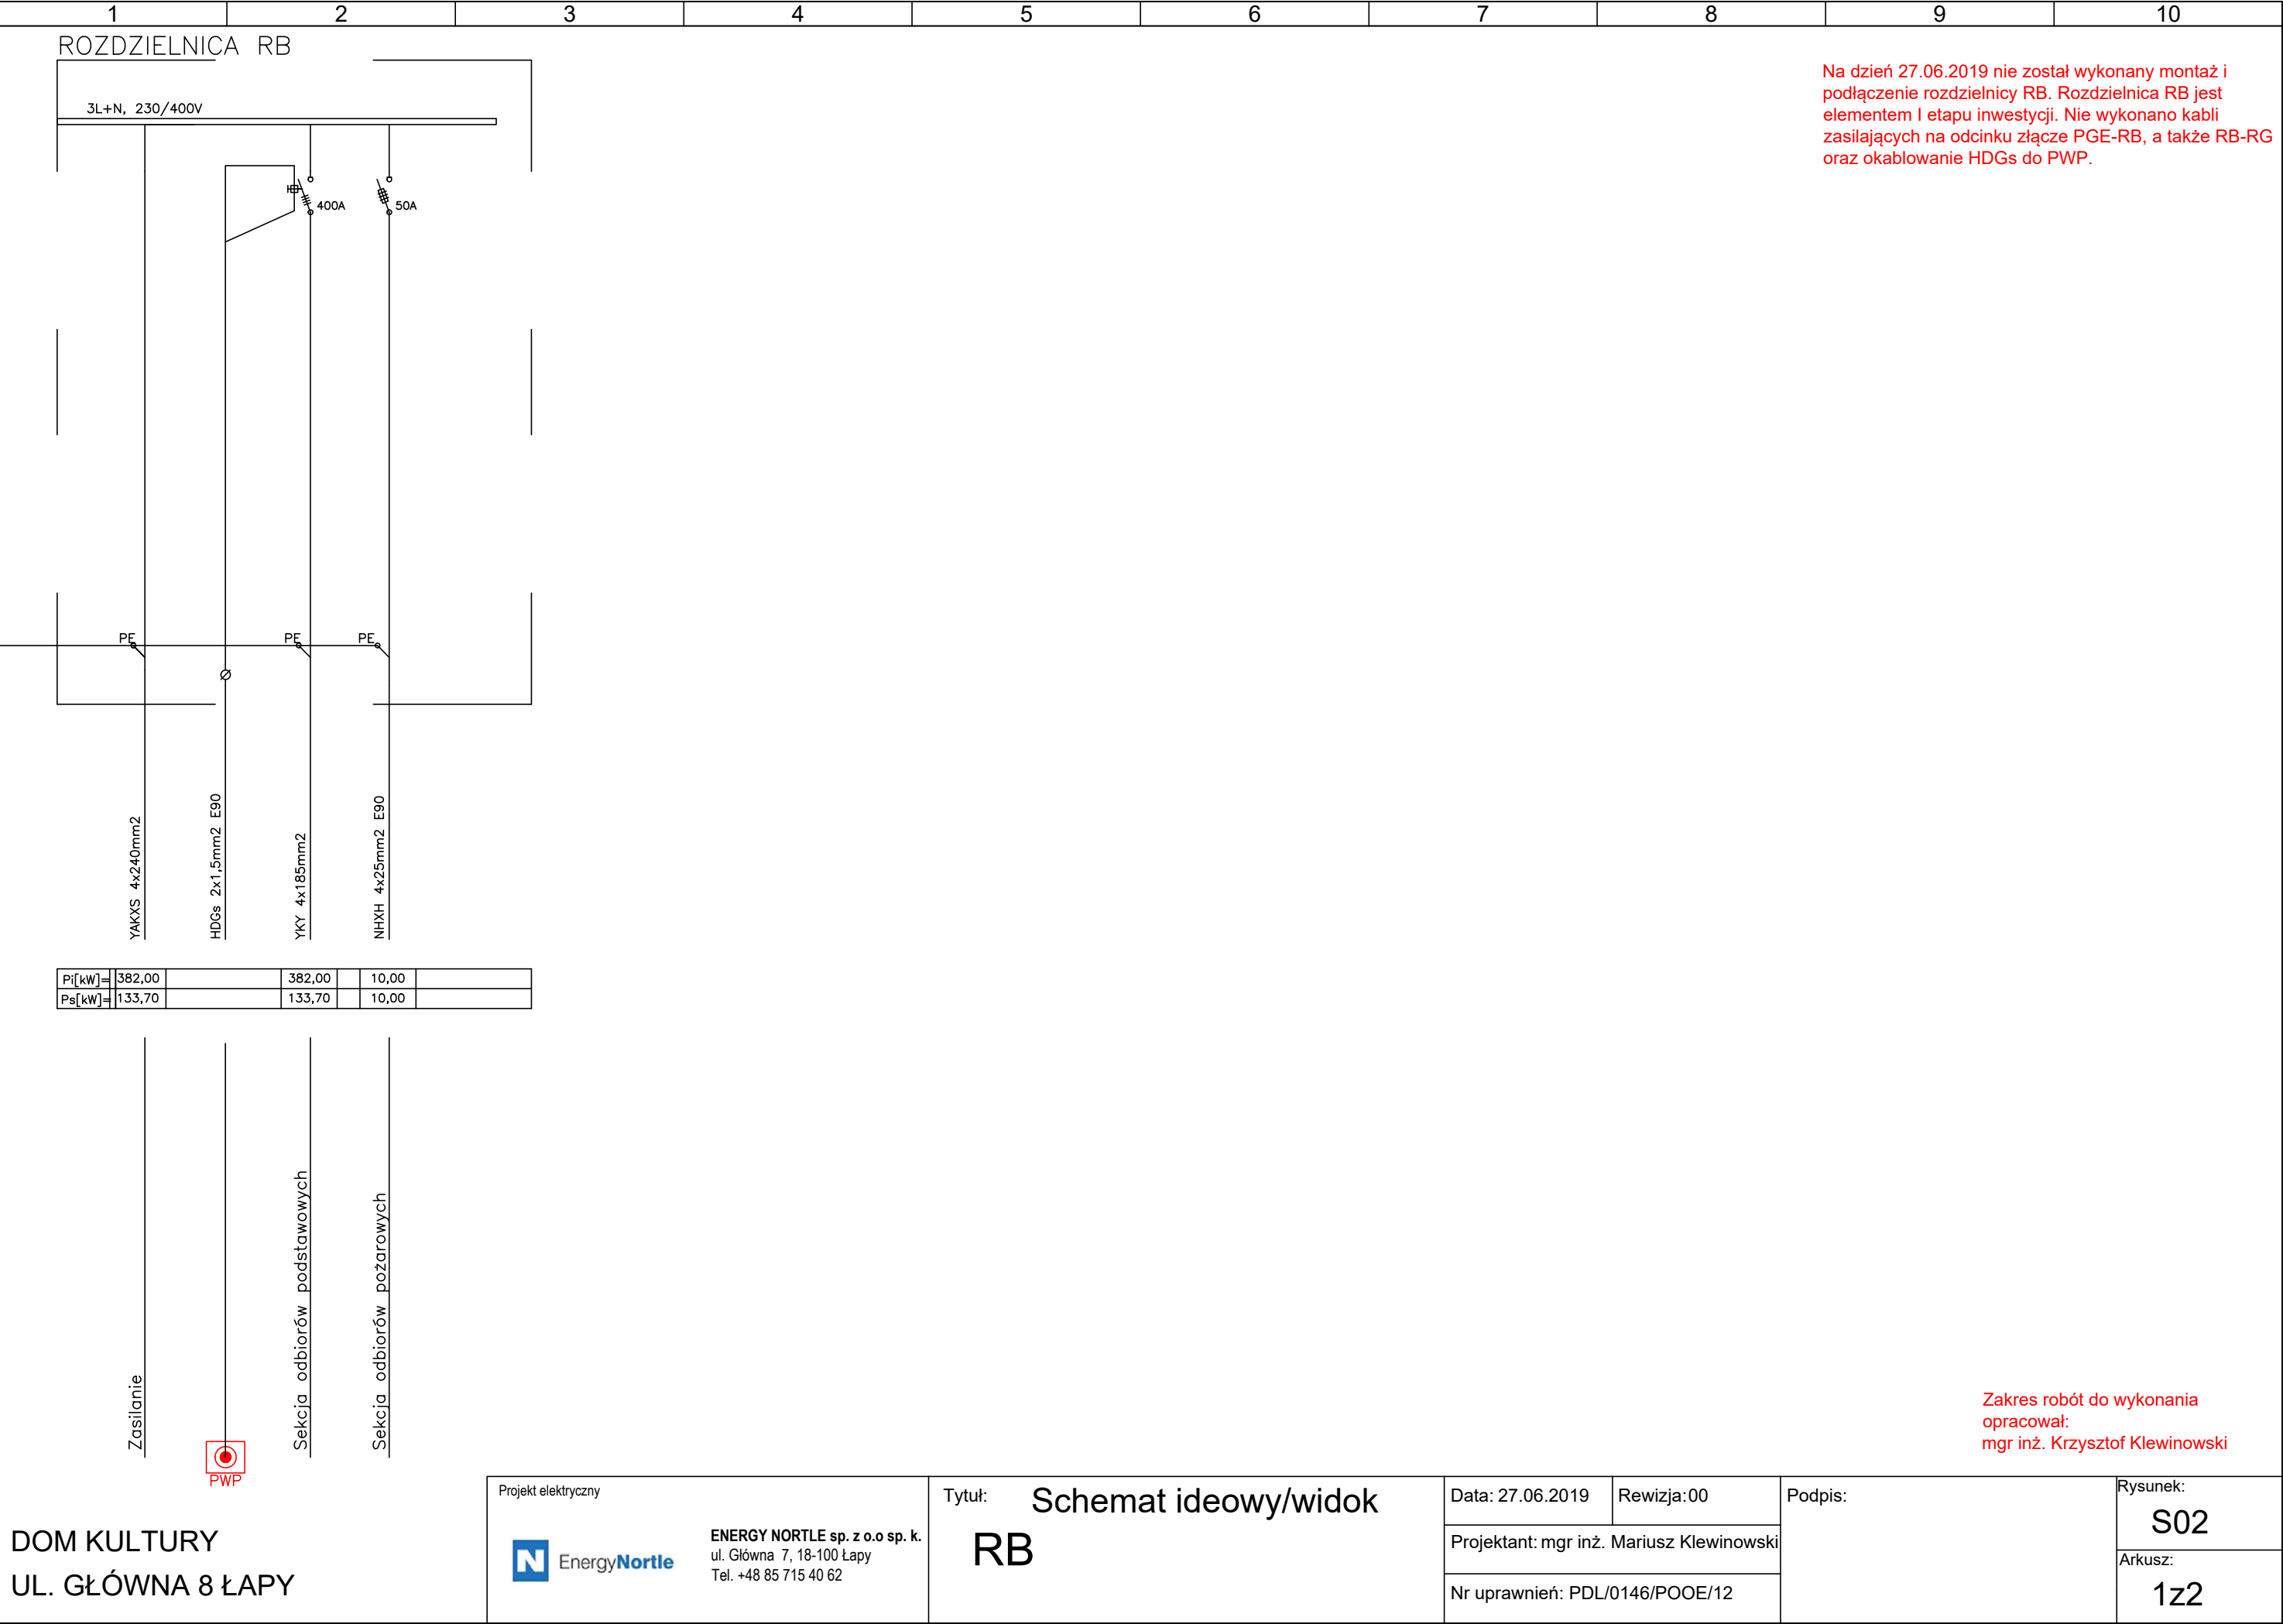 1 2 3 4 5 6 7 8 9 10
ROZDZIELNICA RB
3L+N, 230/400V
400A
50A
PE
PE
PE
YAKXS 4x240mm2
HDGs 2x1,5mm2 E90
YKY 4x185mm2
NHXH 4x25mm2 E90
Pi[kW]= 382,00 382,00 10,00
Ps[kW]= 133,70 133,70 10,00
Zasilanie
PWP
Sekcja odbiorów podstawowych
Sekcja odbiorów pożarowych
Na dzień 27.06.2019 nie został wykonany montaż i
podłączenie rozdzielnicy RB. Rozdzielnica RB jest
elementem I etapu inwestycji. Nie wykonano kabli
zasilających na odcinku złącze PGE-RB, a także RB-RG
oraz okablowanie HDGs do PWP.
Zakres robót do wykonania
opracował:
mgr inż. Krzysztof Klewinowski
DOM KULTURY
UL. GŁÓWNA 8 ŁAPY
Projekt elektryczny
N EnergyNortle
ENERGY NORTLE sp. z o.o sp. k.
ul. Główna 7, 18-100 Łapy
Tel. +48 85 715 40 62
Tytuł: Schemat ideowy/widok
RB
Data: 27.06.2019
Rewizja:00
Projektant: mgr inż. Mariusz Klewinowski
Nr uprawnień: PDL/0146/POOE/12
Podpis:
Rysunek:
S02
Arkusz:
1z2